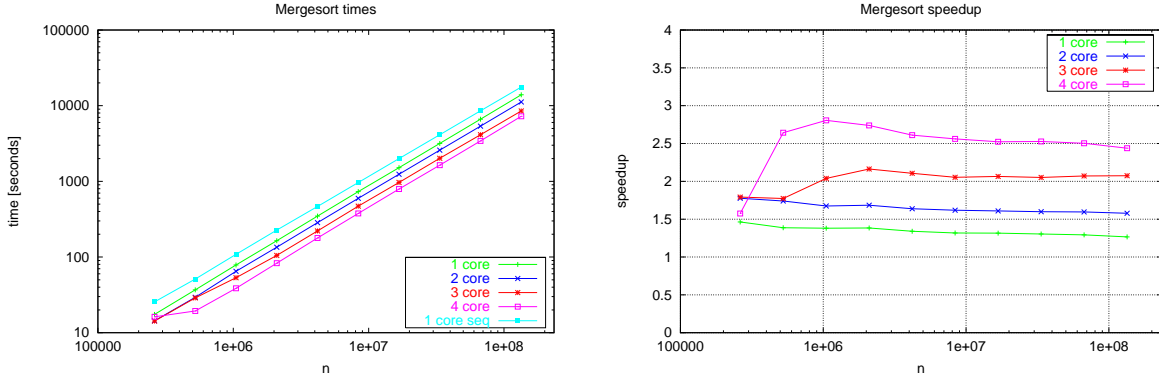 Mergesort times
100000
10000
1000
100
10
time [seconds]
1 core
2 core
3 core
4 core
1 core seq
100000
1e+06
1e+07
1e+08
n
Mergesort speedup
4
3.5
3
2.5
2
1.5
1
0.5
0
speedup
1 core
2 core
3 core
4 core
100000
1e+06
1e+07
1e+08
n